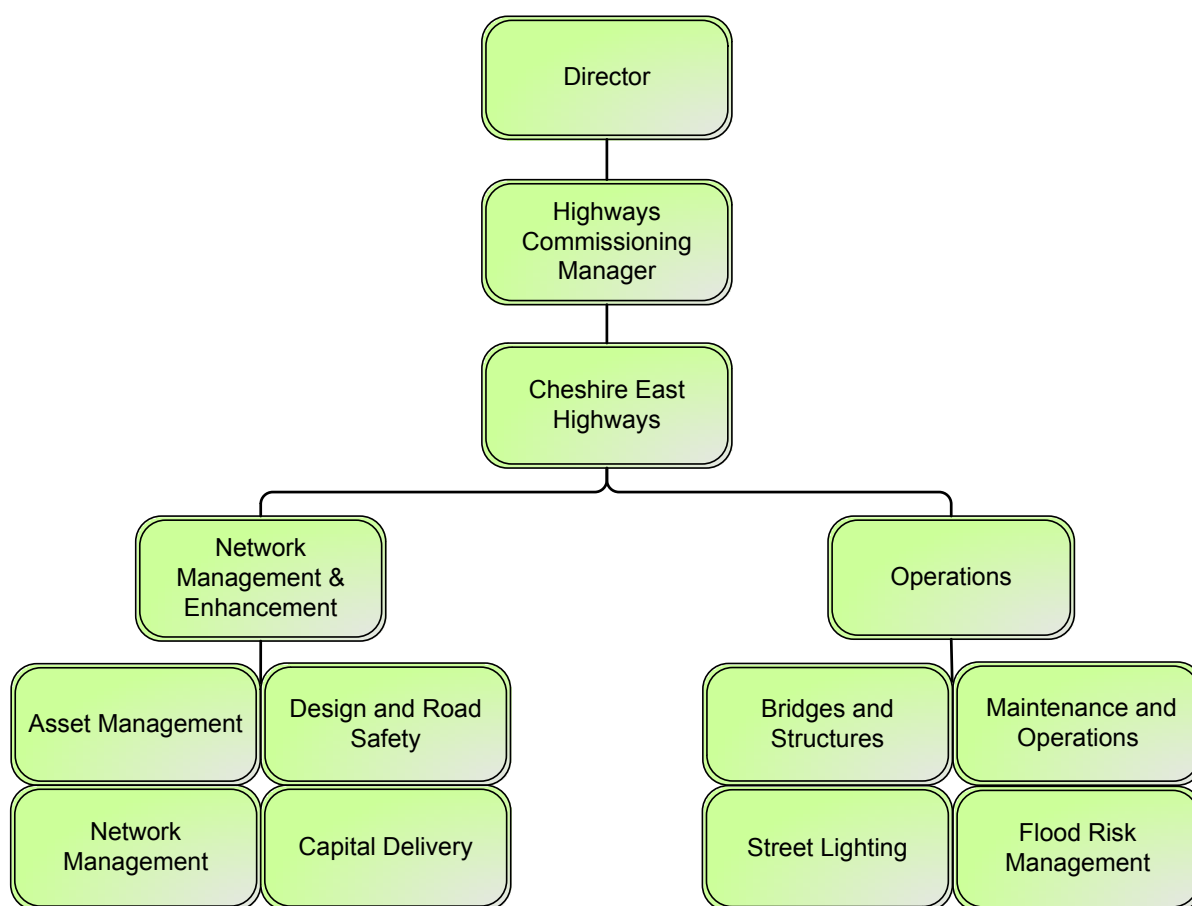 Director
Highways
Commissioning
Manager
Cheshire East
Highways
Network
Management &
Enhancement
Operations
Asset Management
Design and Road
Safety
Bridges and
Structures
Maintenance and
Operations
Network
Management
Capital Delivery
Street Lighting
Flood Risk
Management